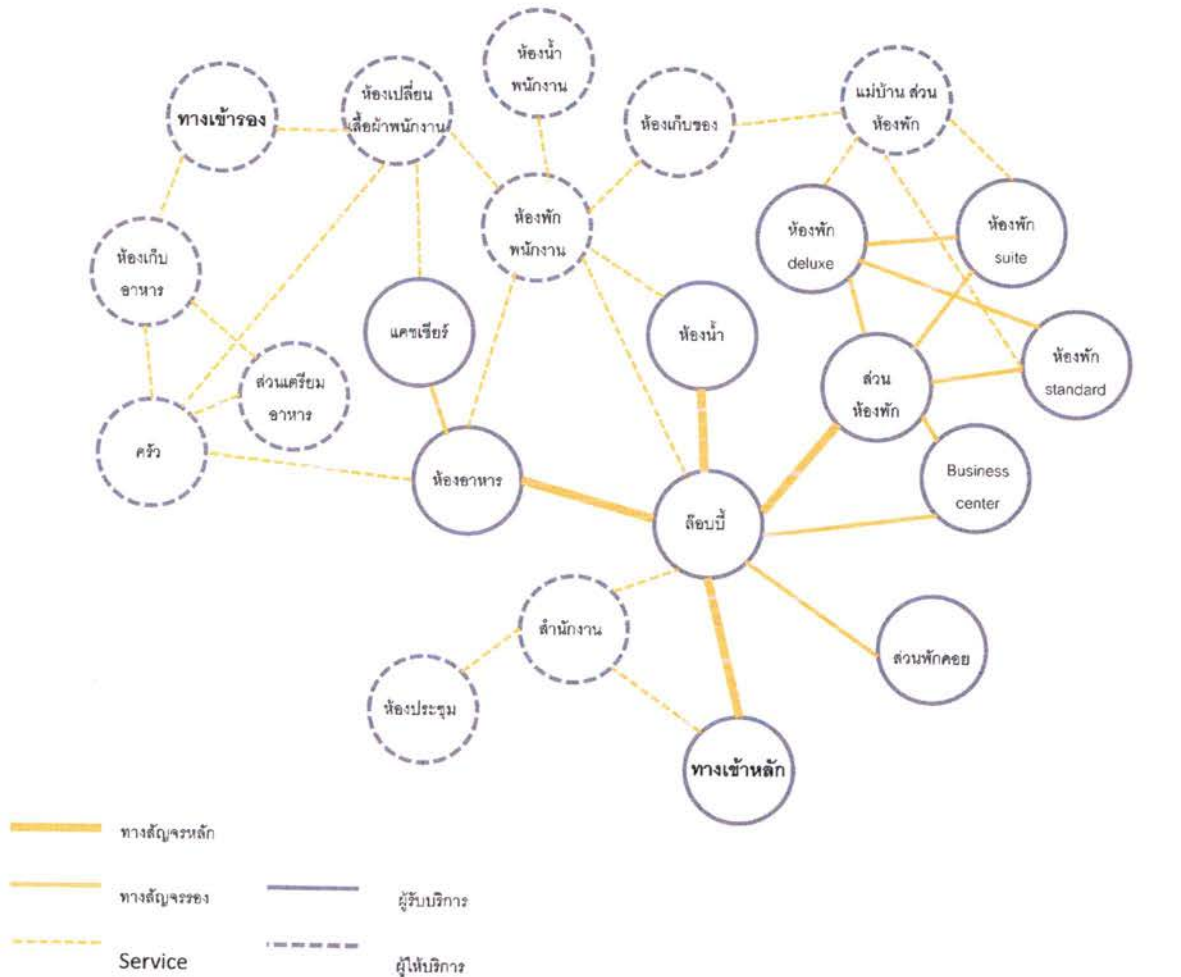 ห้องน้ำ
พนักงาน
ทางเข้ารอง
ห้องเปลี่ยน
เสื้อผ้าพนักงาน
ห้องเก็บของ
แม่บ้าน ส่วน
ห้องพัก
ห้องพัก
พนักงาน
ห้องพัก
deluxe
ห้องพัก
suite
ห้องเก็บ
อาหาร
แคชเชียร์
ห้องน้ำ
ส่วน
ห้องพัก
ห้องพัก
standard
ส่วนเตรียม
อาหาร
ครัว
ห้องอาหาร
ล๊อบบี้
Business
center
สำนักงาน
ส่วนพักคอย
ห้องประชุม
ทางเข้าหลัก
ทางสัญจรหลัก
ทางสัญจรรอง
ผู้รับบริการ
Service
ผู้ให้บริการ